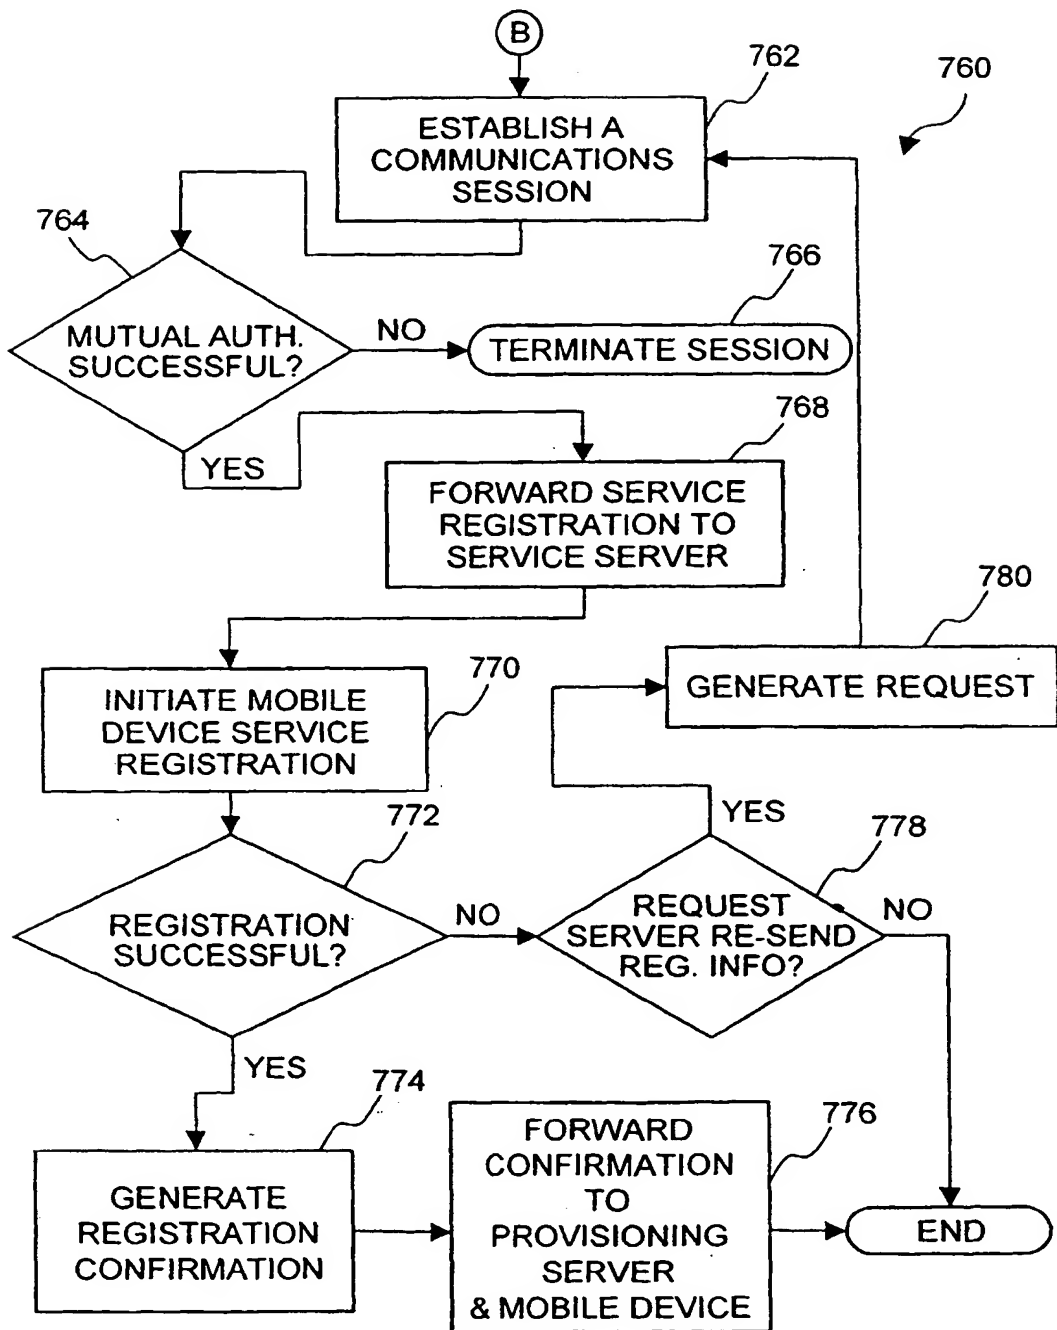 B
762
760
ESTABLISH A
COMMUNICATIONS
SESSION
764
766
MUTUAL AUTH.
SUCCESSFUL?
NO
TERMINATE SESSION
768
YES
FORWARD SERVICE
REGISTRATION TO
SERVICE SERVER
780
770
INITIATE MOBILE
DEVICE SERVICE
REGISTRATION
GENERATE REQUEST
772
YES
778
REGISTRATION
SUCCESSFUL?
NO
REQUEST
SERVER RE-SEND
REG. INFO?
NO
YES
774
776
GENERATE
REGISTRATION
CONFIRMATION
FORWARD
CONFIRMATION
TO
PROVISIONING
SERVER
& MOBILE DEVICE
END